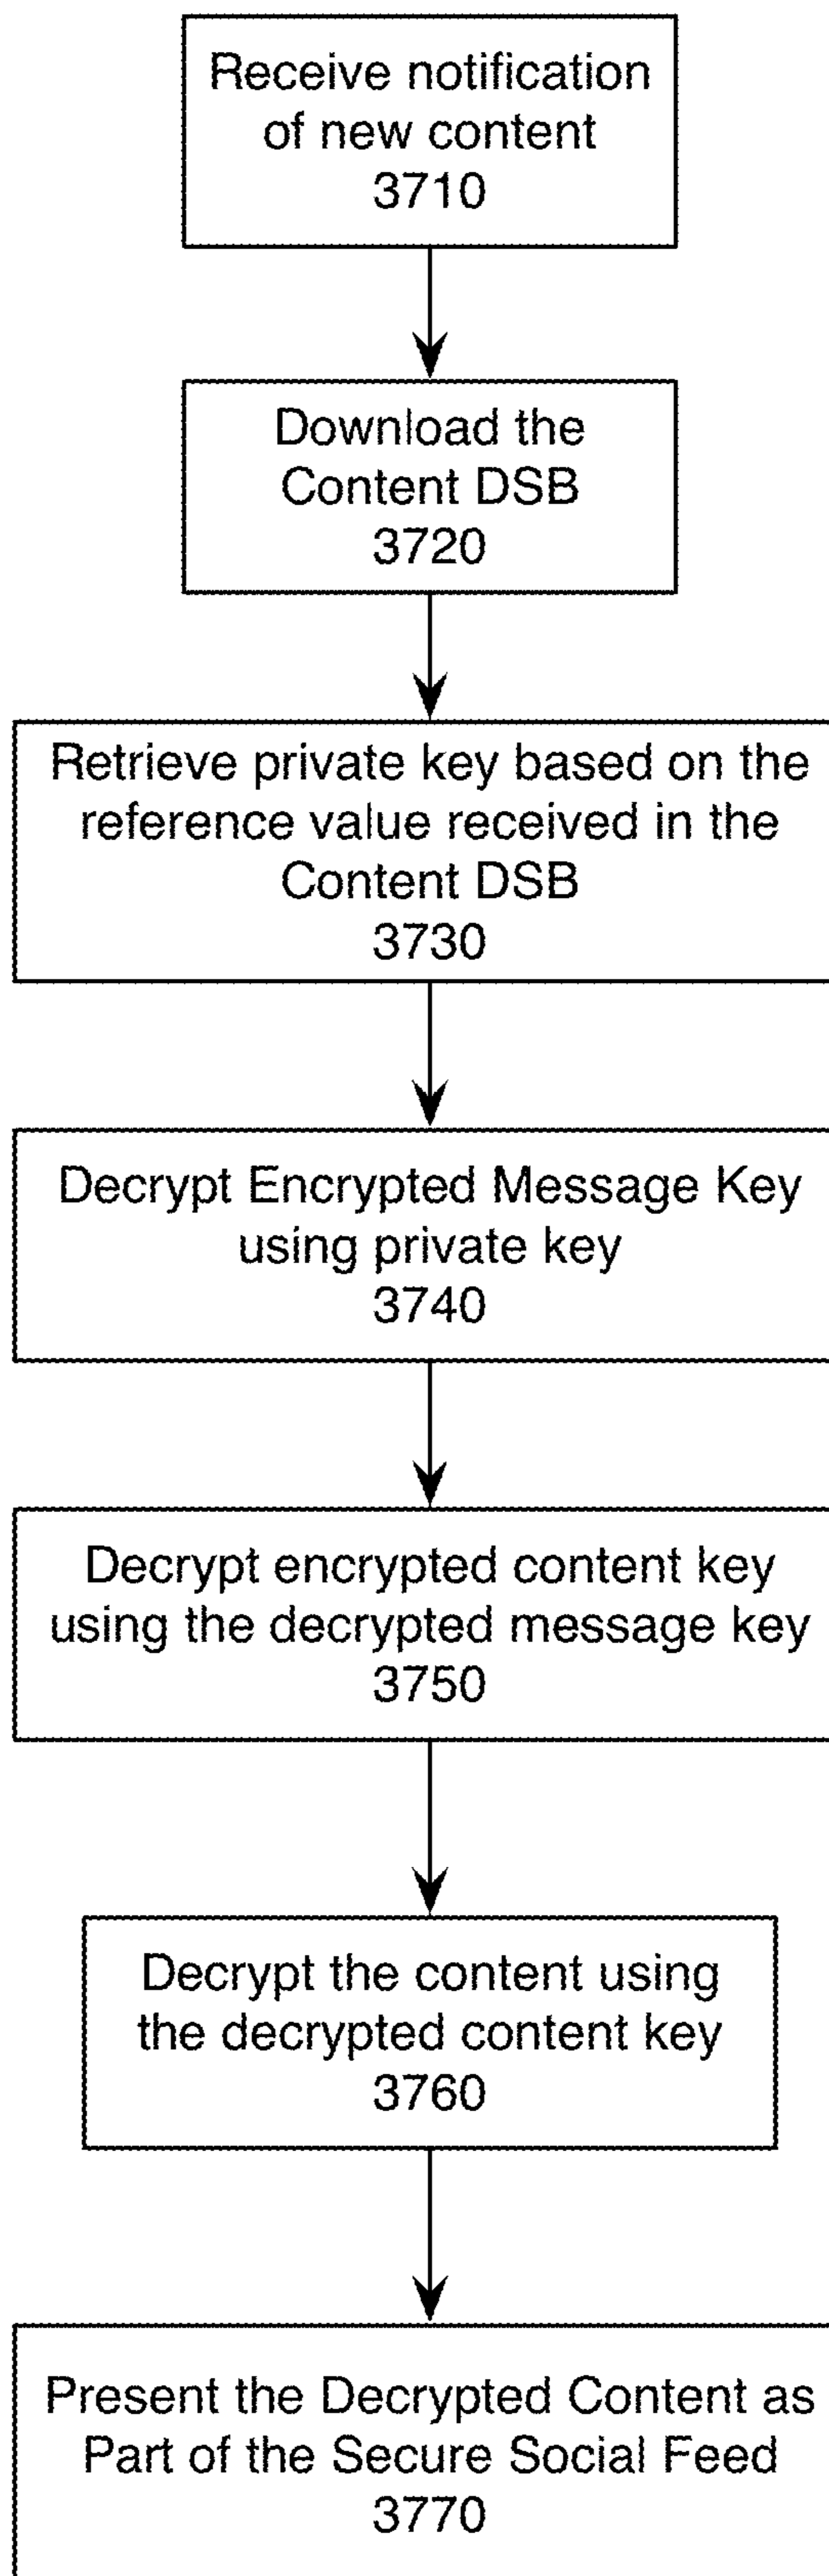 Receive notification
of new content
3710
Download the
Content DSB
3720
Retrieve private key based on the
reference value received in the
Content DSB
3730
Decrypt Encrypted Message Key
using private key
3740
Decrypt encrypted content key
using the decrypted message key
3750
Decrypt the content using
the decrypted content key
3760
Present the Decrypted Content as
Part of the Secure Social Feed
3770